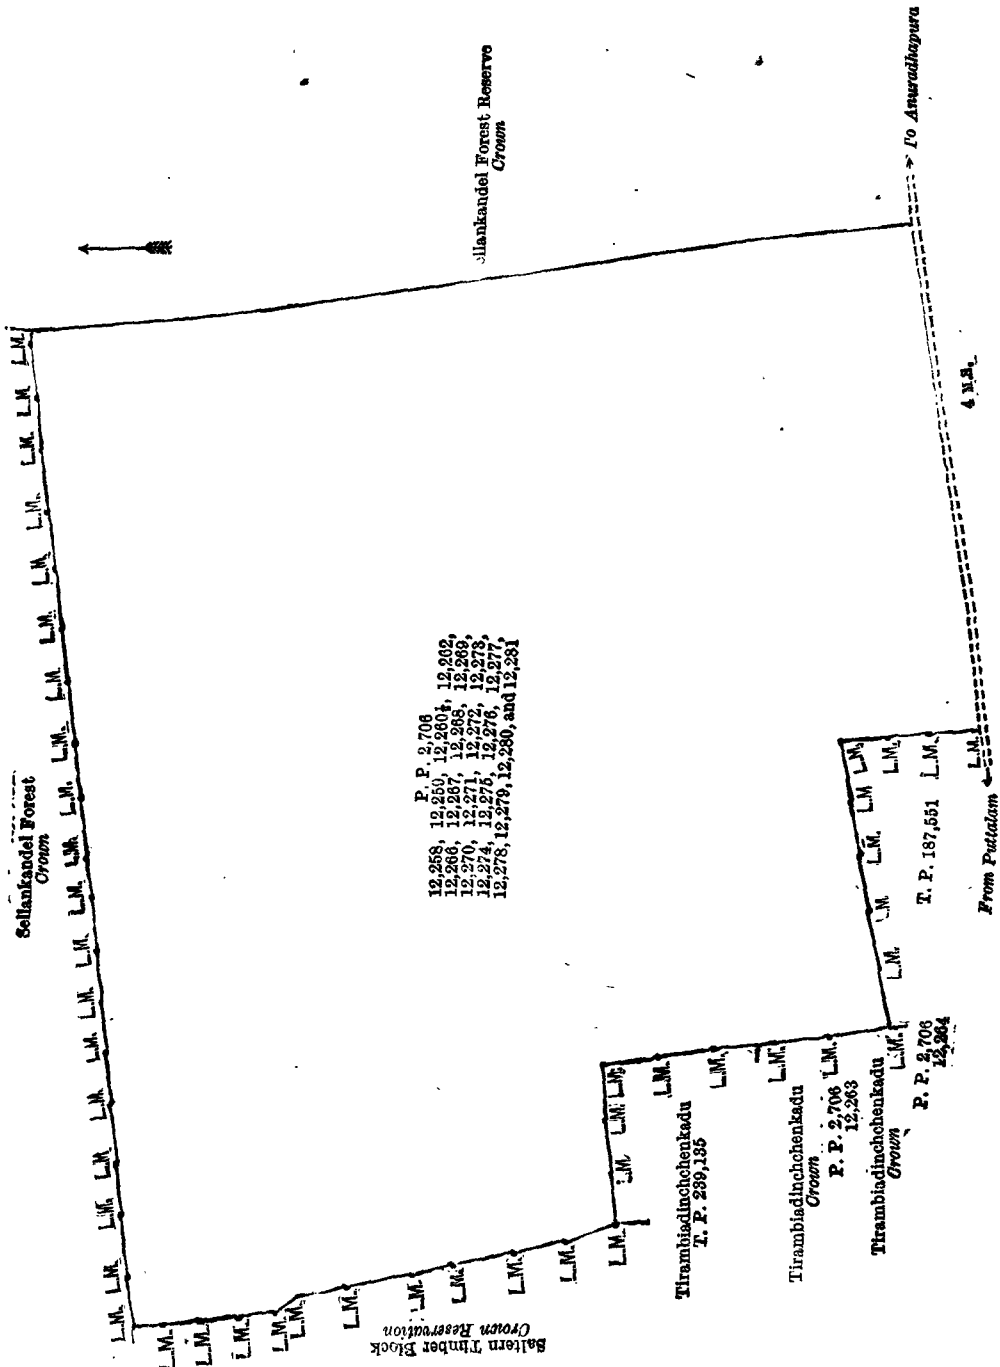 Sellankandel Forest
Crown
L.M. L.M. L.M. L.M. L.M. L.M. L.M. L.M. L.M. L.M. L.M. L.M. L.M. L.M. L.M. L.M. L.M. L.M. L.M.
llankandel Forest Reserve
Crown
P. P. 2,706
12,258, 12,259, 12,260½, 12,262,
12,266, 12,267, 12,268, 12,269,
12,270, 12,271, 12,272, 12,273,
12,274, 12,275, 12,276, 12,277,
12,278, 12,279, 12,280, and 12,281
To Anuradhapura
4 M.S.
From Puttalam
T. P. 187,551
L.M.
L.M.
L.M.
L.M.
L.M
L.M.
L.M
L.M.
L.M.
P. P. 2,706
12,264
Tirambiadinchchenkadu
Crown
P. P. 2,706
12,263
Tirambiadinchchenkadu
Crown
L.M.
L.M.
L.M.
L.M.
Tirambiadinchchenkadu
T. P. 239,135
L.M.
L.M.
L.M.
L.M.
Saltern Timber Block
Crown Reservation
L.M.
L.M.
L.M.
L.M.
L.M.
L.M.
L.M.
L.M.
L.M.
L.M.